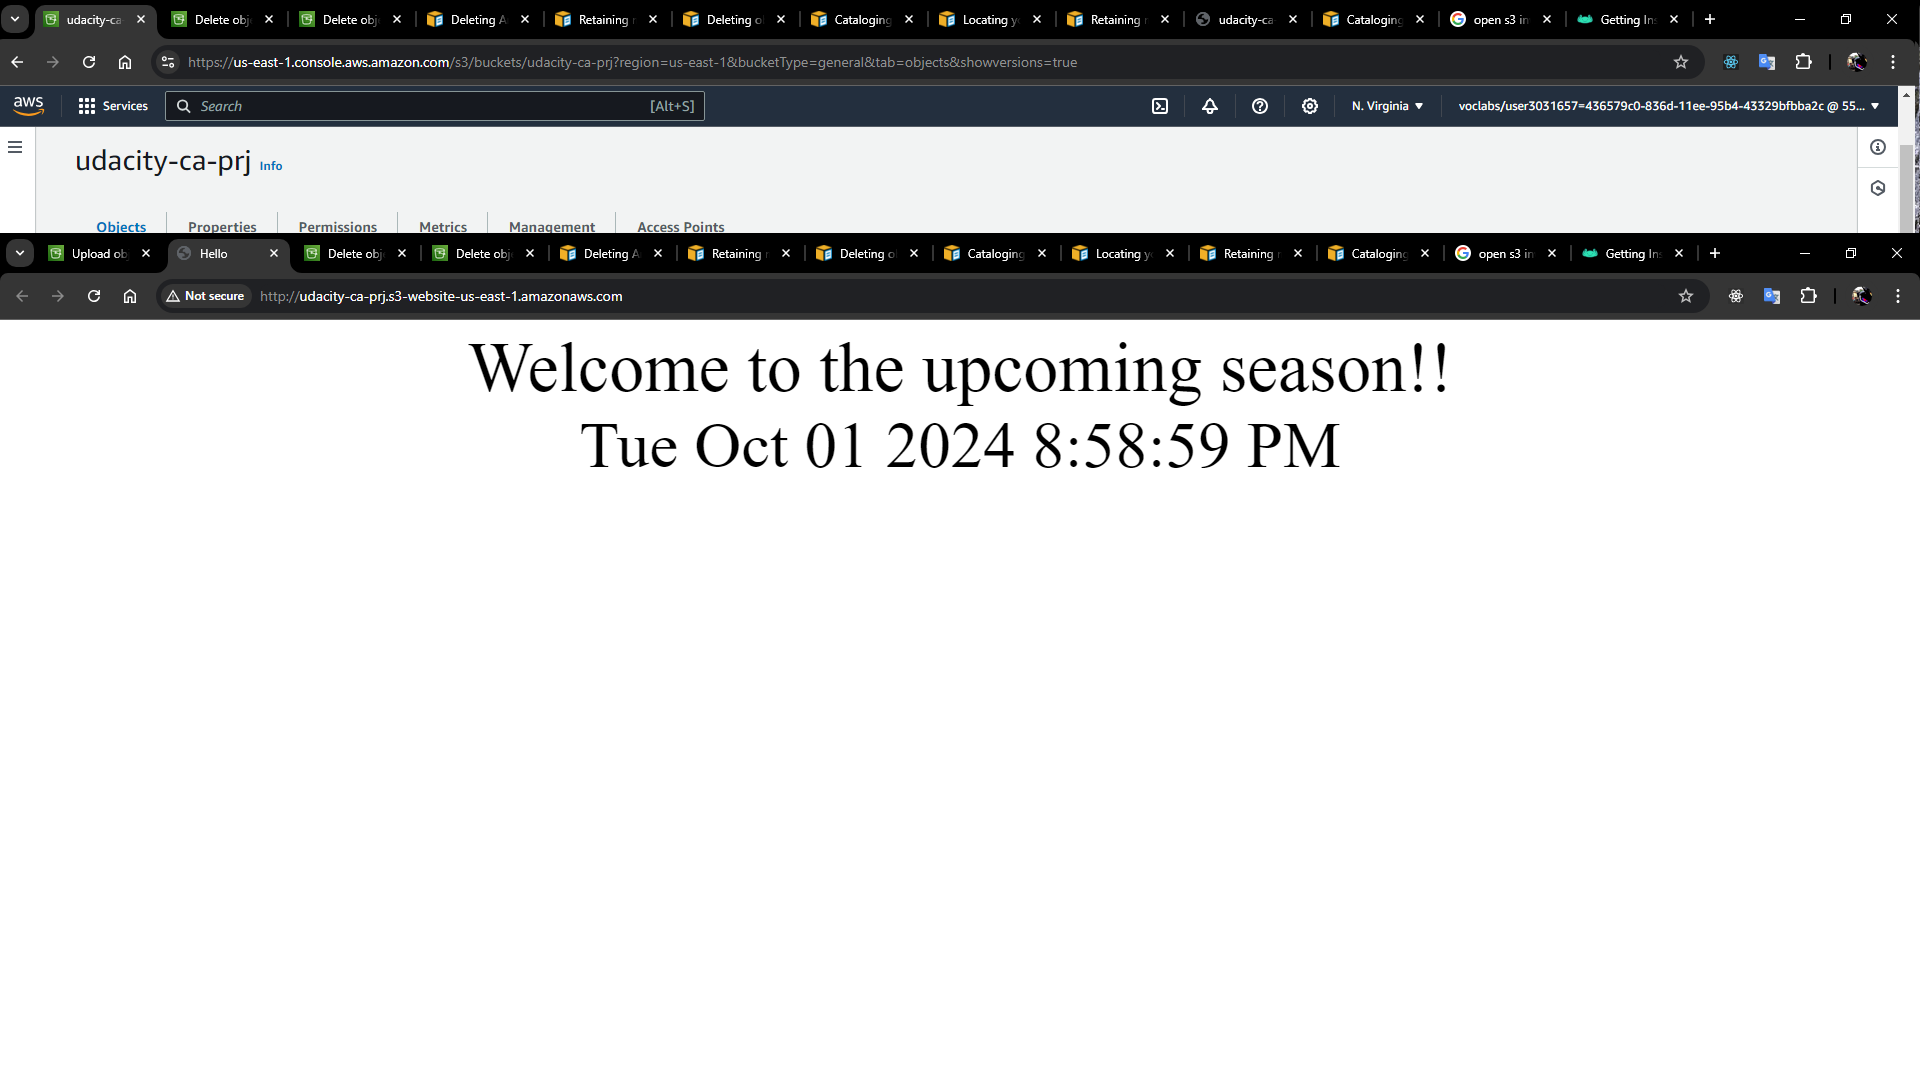 udacity-ca
Delete obj
Delete obj
Deleting A
Retaining
Deleting o
Cataloging
Locating y
Retaining
udacity-ca
Cataloging
open s3 in
Getting Ins
https://us-east-1.console.aws.amazon.com/s3/buckets/udacity-ca-prj?region=us-east-1&bucketType=general&tab=objects&showversions=true
aws Services Search [Alt+S] N. Virginia voclabs/user3031657=436579c0-836d-11ee-95b4-43329bfbba2c @ 55...
udacity-ca-prj Info
Objects Properties Permissions Metrics Management Access Points
Upload ob
Hello
Delete obj
Delete obj
Deleting A
Retaining
Deleting o
Cataloging
Locating y
Retaining
Cataloging
open s3 in
Getting Ins
Not secure http://udacity-ca-prj.s3-website-us-east-1.amazonaws.com
Welcome to the upcoming season!!
Tue Oct 01 2024 8:58:59 PM